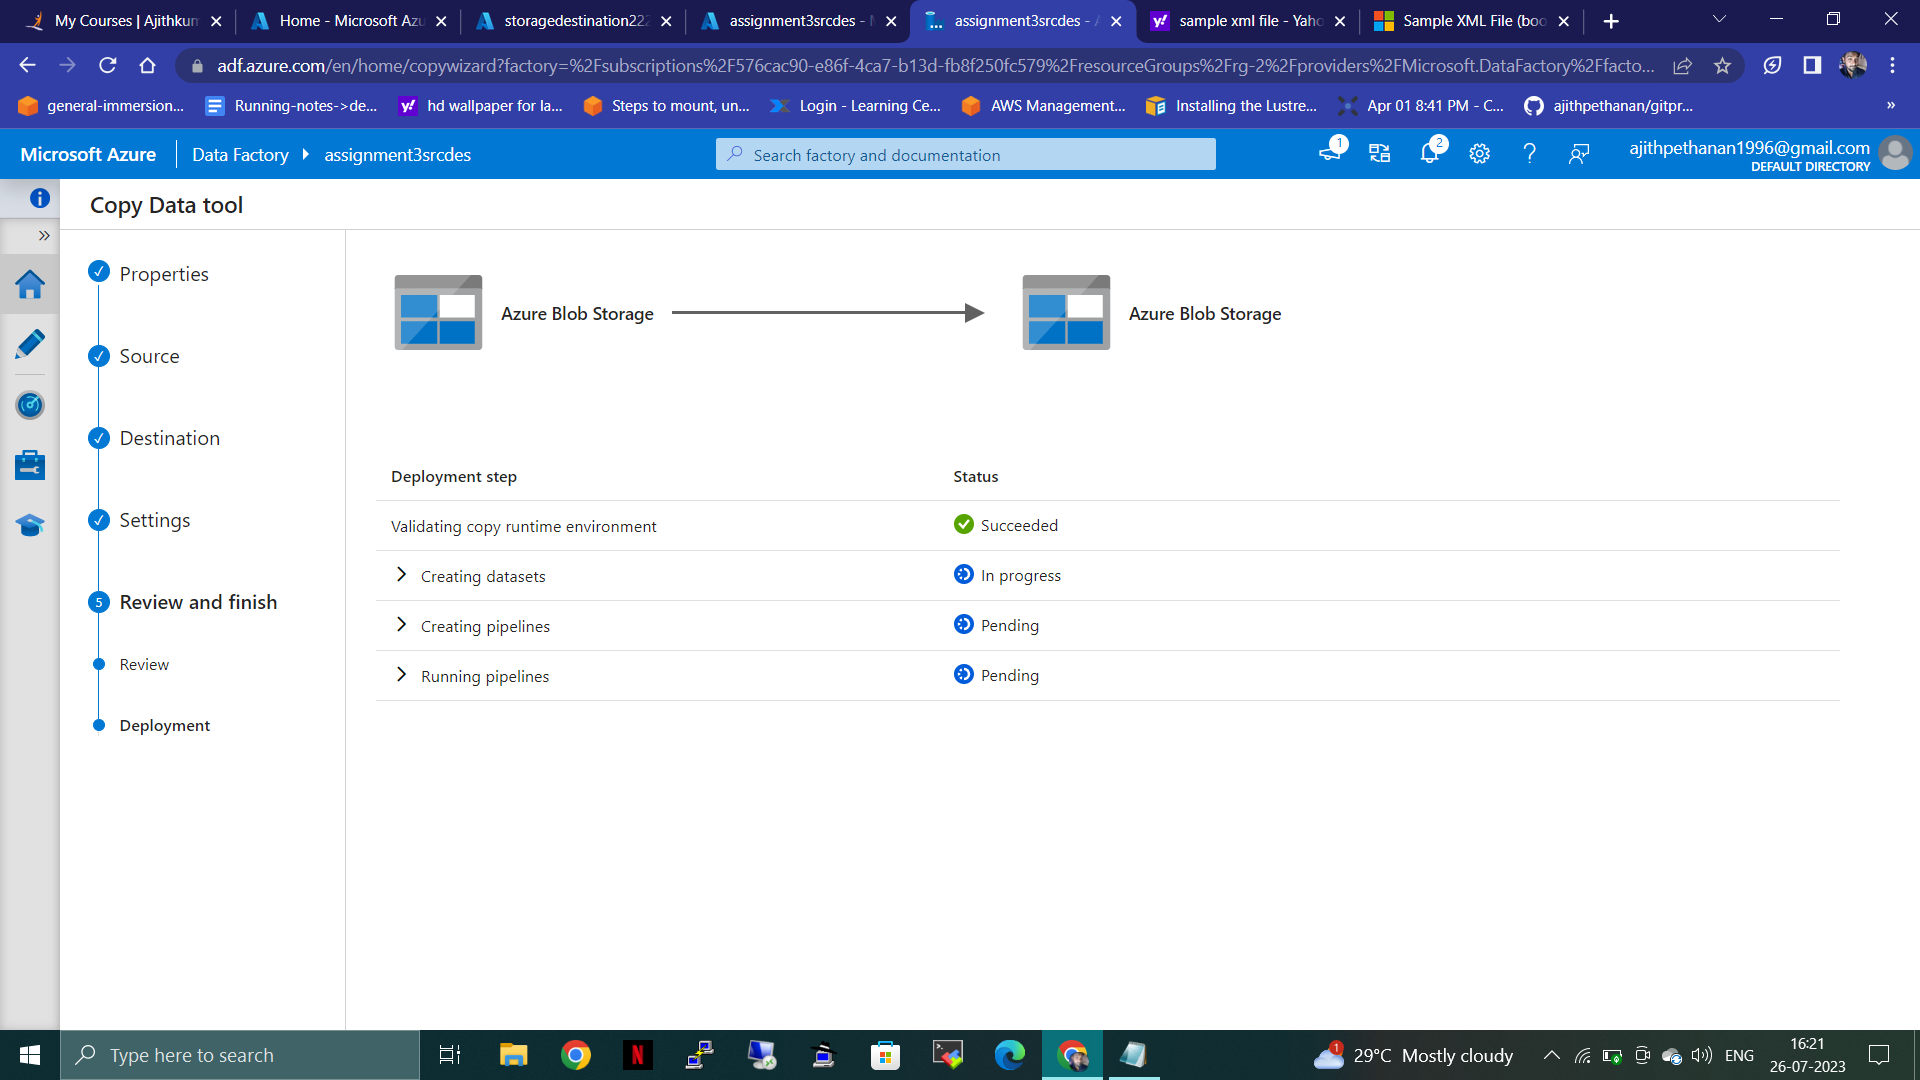 My Courses | Ajithkum
Home - Microsoft Azu
storagedestination222
assignment3srcdes - M
assignment3srcdes - A
sample xml file - Yaho
Sample XML File (boo
adf.azure.com/en/home/copywizard?factory=%2Fsubscriptions%2F576cac90-e86f-4ca7-b13d-fb8f250fc579%2FresourceGroups%2Frg-2%2Fproviders%2FMicrosoft.DataFactory%2Ffacto...
general-immersion...
Running-notes->de...
hd wallpaper for la...
Steps to mount, un...
Login - Learning Ce...
AWS Management...
Installing the Lustre...
Apr 01 8:41 PM - C...
ajithpethanan/gitpr...
»
Microsoft Azure
Data Factory
assignment3srcdes
Search factory and documentation
1
2
ajithpethanan1996@gmail.com
DEFAULT DIRECTORY
Copy Data tool
Properties
Source
Destination
Settings
5
Review and finish
Review
Deployment
Azure Blob Storage
Azure Blob Storage
Deployment step
Status
Validating copy runtime environment
Succeeded
Creating datasets
In progress
Creating pipelines
Pending
Running pipelines
Pending
Type here to search
1
29°C Mostly cloudy
ENG
16:21
26-07-2023